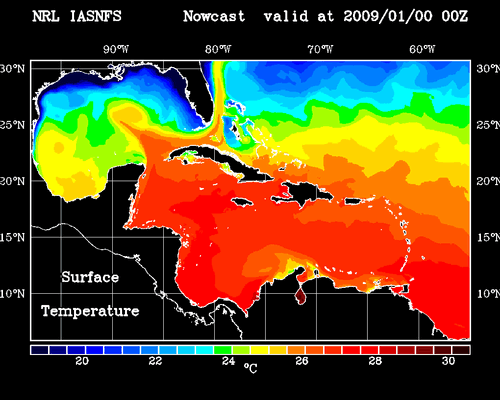 NRL IASNFS Nowcast valid at 2009/01/00 00Z
90°W 80°W 70°W 60°W
30°N 30°N
25°N 25°N
20°N 20°N
15°N 15°N
Surface
10°N 10°N
Temperature
20 22 24 26 28 30
°C